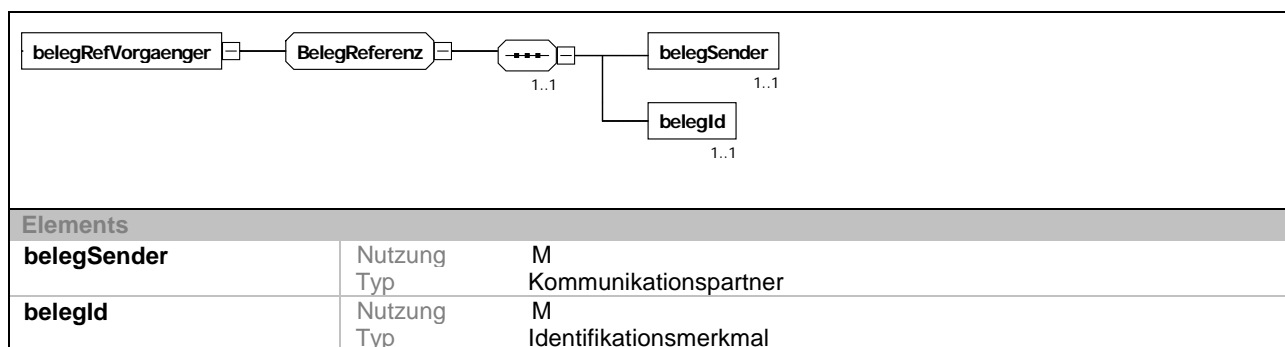 belegRefVorgaenger BelegReferenz belegSender
1..1 1..1
belegId
1..1
Elements
belegSender Nutzung M
Typ Kommunikationspartner
belegId Nutzung M
Typ Identifikationsmerkmal